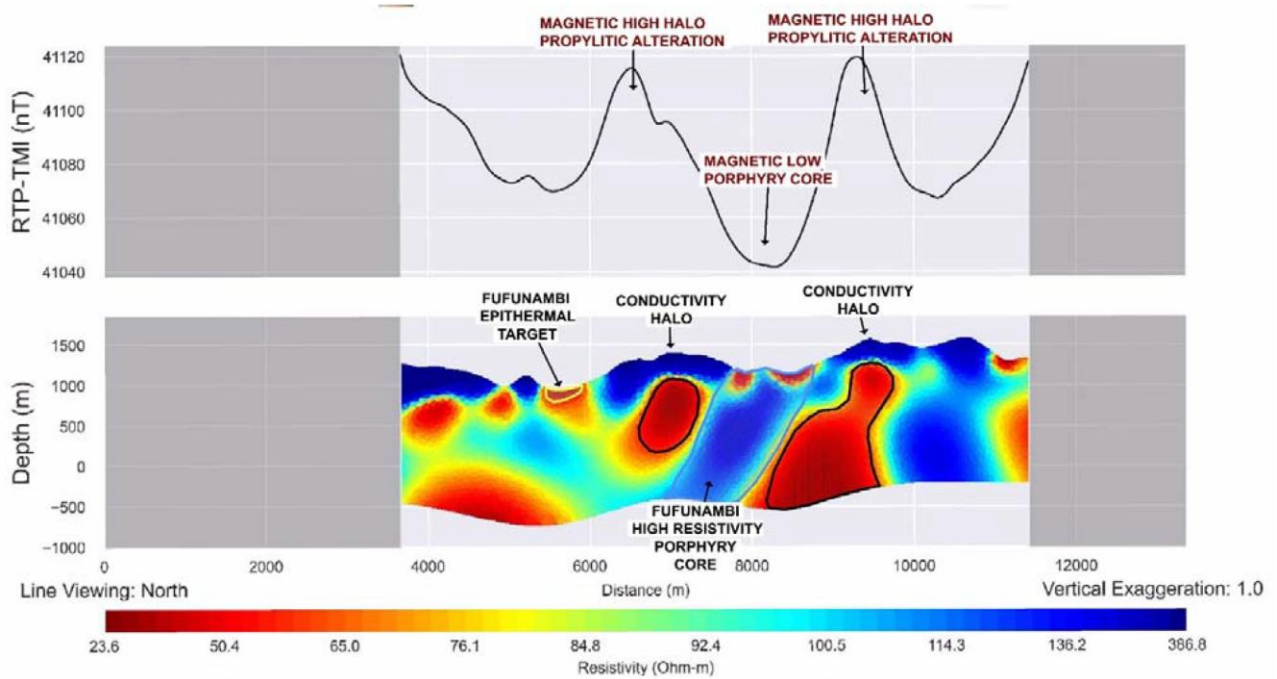 MAGNETIC HIGH HALO
PROPYLITIC ALTERATION
MAGNETIC HIGH HALO
PROPYLITIC ALTERATION
RTP-TMI (nT)
41120
41100
41080
41060
41040
MAGNETIC LOW
PORPHYRY CORE
FUFUNAMBI
EPITHERMAL
TARGET
CONDUCTIVITY
HALO
CONDUCTIVITY
HALO
Depth (m)
1500
1000
500
0
−500
−1000
FUFUNAMBI
HIGH RESISTIVITY
PORPHYRY
CORE
0 2000 4000 6000 8000 10000 12000
Line Viewing: North
Distance (m)
Vertical Exaggeration: 1.0
23.6 50.4 65.0 76.1 84.8 92.4 100.5 114.3 136.2 386.8
Resistivity (Ohm-m)